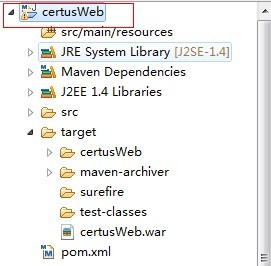 certusWeb
src/main/resources
JRE System Library [J2SE-1.4]
Maven Dependencies
J2EE 1.4 Libraries
src
target
certusWeb
maven-archiver
surefire
test-classes
certusWeb.war
pom.xml